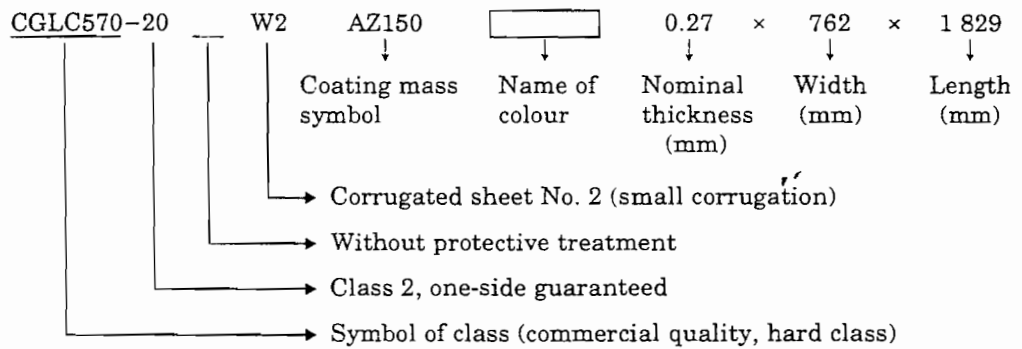 CGLC570-20 __ W2 AZ150 0.27 × 762 × 1 829
Coating mass symbol
Name of colour
Nominal thickness (mm)
Width (mm)
Length (mm)
Corrugated sheet No. 2 (small corrugation)
Without protective treatment
Class 2, one-side guaranteed
Symbol of class (commercial quality, hard class)